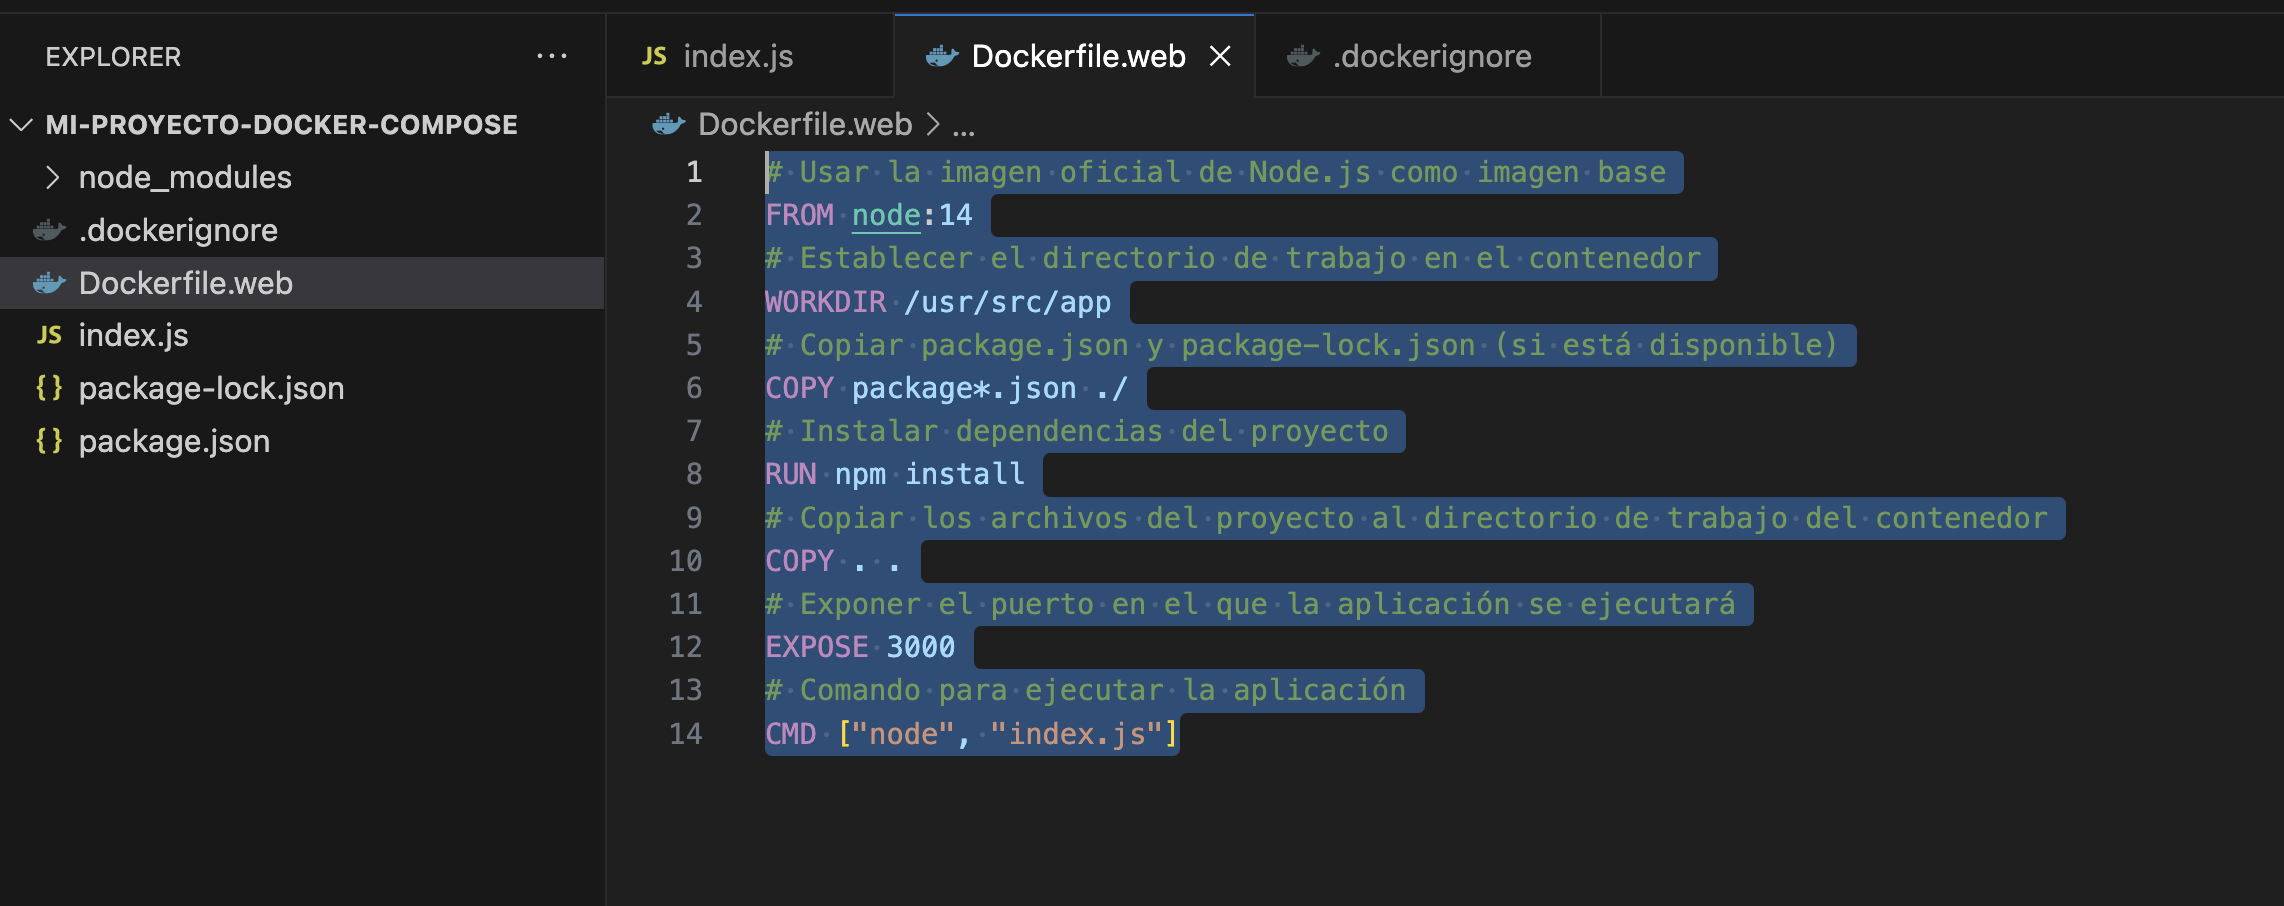 EXPLORER ...
MI-PROYECTO-DOCKER-COMPOSE
node_modules
.dockerignore
Dockerfile.web
JS index.js
{} package-lock.json
{} package.json
JS index.js
Dockerfile.web
.dockerignore
Dockerfile.web > ...
1 # Usar la imagen oficial de Node.js como imagen base
2 FROM node:14
3 # Establecer el directorio de trabajo en el contenedor
4 WORKDIR /usr/src/app
5 # Copiar package.json y package-lock.json (si está disponible)
6 COPY package*.json ./
7 # Instalar dependencias del proyecto
8 RUN npm install
9 # Copiar los archivos del proyecto al directorio de trabajo del contenedor
10 COPY . .
11 # Exponer el puerto en el que la aplicación se ejecutará
12 EXPOSE 3000
13 # Comando para ejecutar la aplicación
14 CMD ["node", "index.js"]